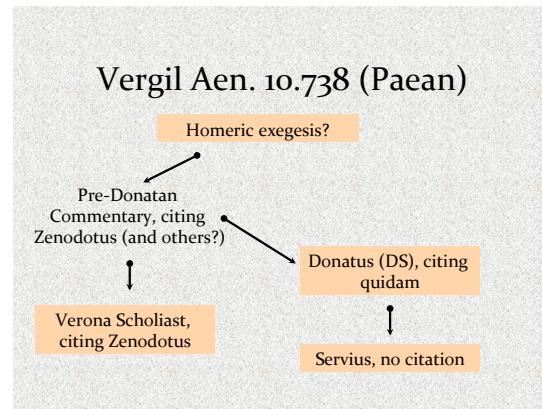 Vergil Aen. 10.738 (Paean)
Homeric exegesis?
Pre-Donatan
Commentary, citing
Zenodotus (and others?)
Donatus (DS), citing
quidam
Verona Scholiast,
citing Zenodotus
Servius, no citation